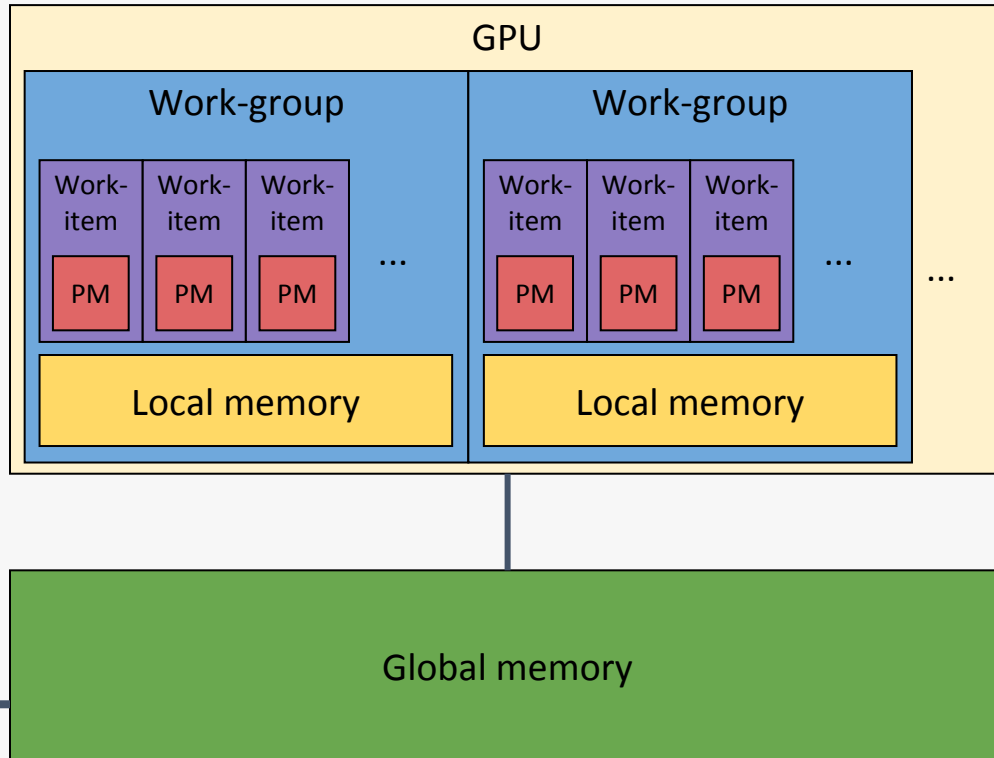 GPU
Work-group
Work-
item
PM
Work-
item
PM
Work-
item
PM
...
Local memory
Work-group
Work-
item
PM
Work-
item
PM
Work-
item
PM
...
Local memory
...
Global memory